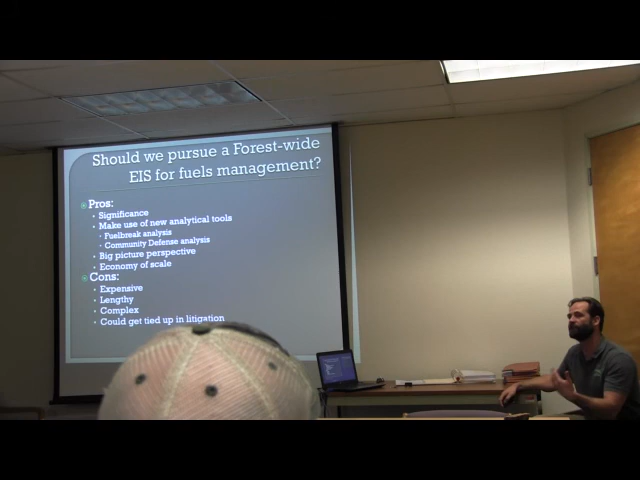 Should we pursue a Forest-wide
EIS for fuels management?
Pros:
Significance
Make use of new analytical tools
Fuelbreak analysis
Community Defense analysis
Big picture perspective
Economy of scale
Cons:
Expensive
Lengthy
Complex
Could get tied up in litigation